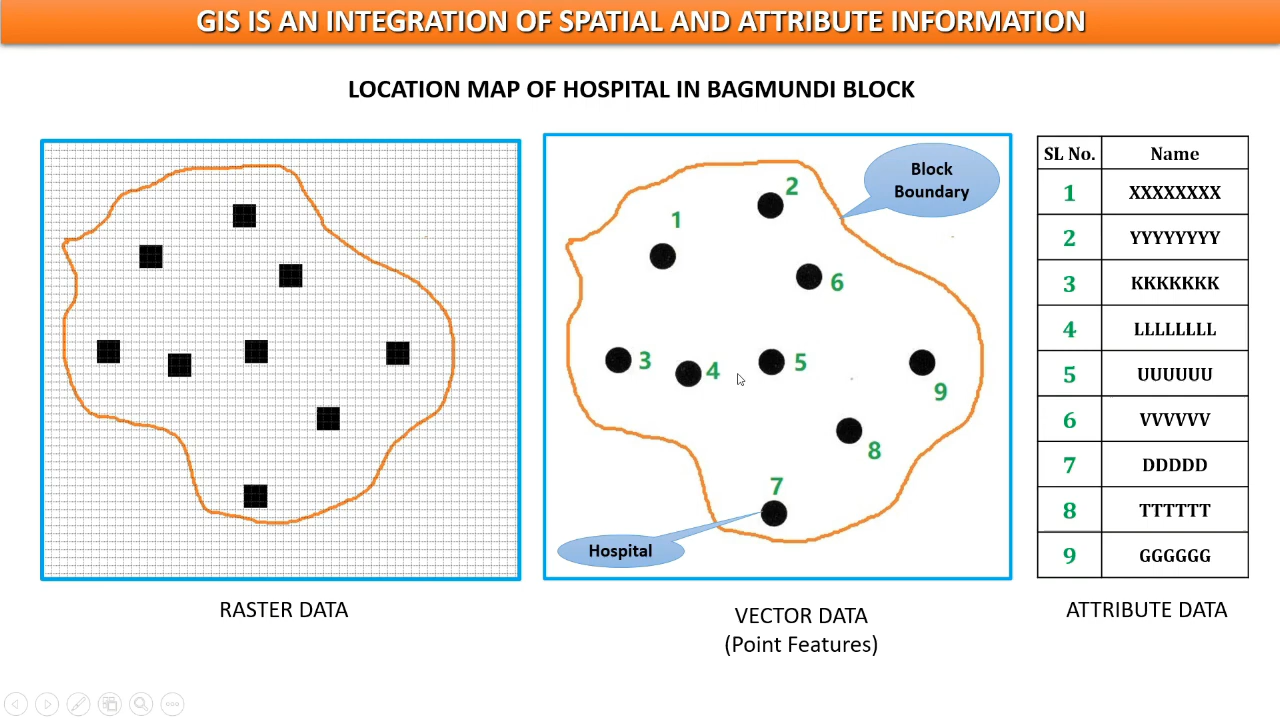 GIS IS AN INTEGRATION OF SPATIAL AND ATTRIBUTE INFORMATION
LOCATION MAP OF HOSPITAL IN BAGMUNDI BLOCK
Block
Boundary
2
1
6
3
4
5
9
8
7
Hospital
SL No. Name
1 XXXXXXXX
2 YYYYYYYY
3 KKKKKKK
4 LLLLLLLL
5 UUUUUU
6 VVVVVV
7 DDDDD
8 TTTTTT
9 GGGGGG
RASTER DATA
VECTOR DATA
(Point Features)
ATTRIBUTE DATA